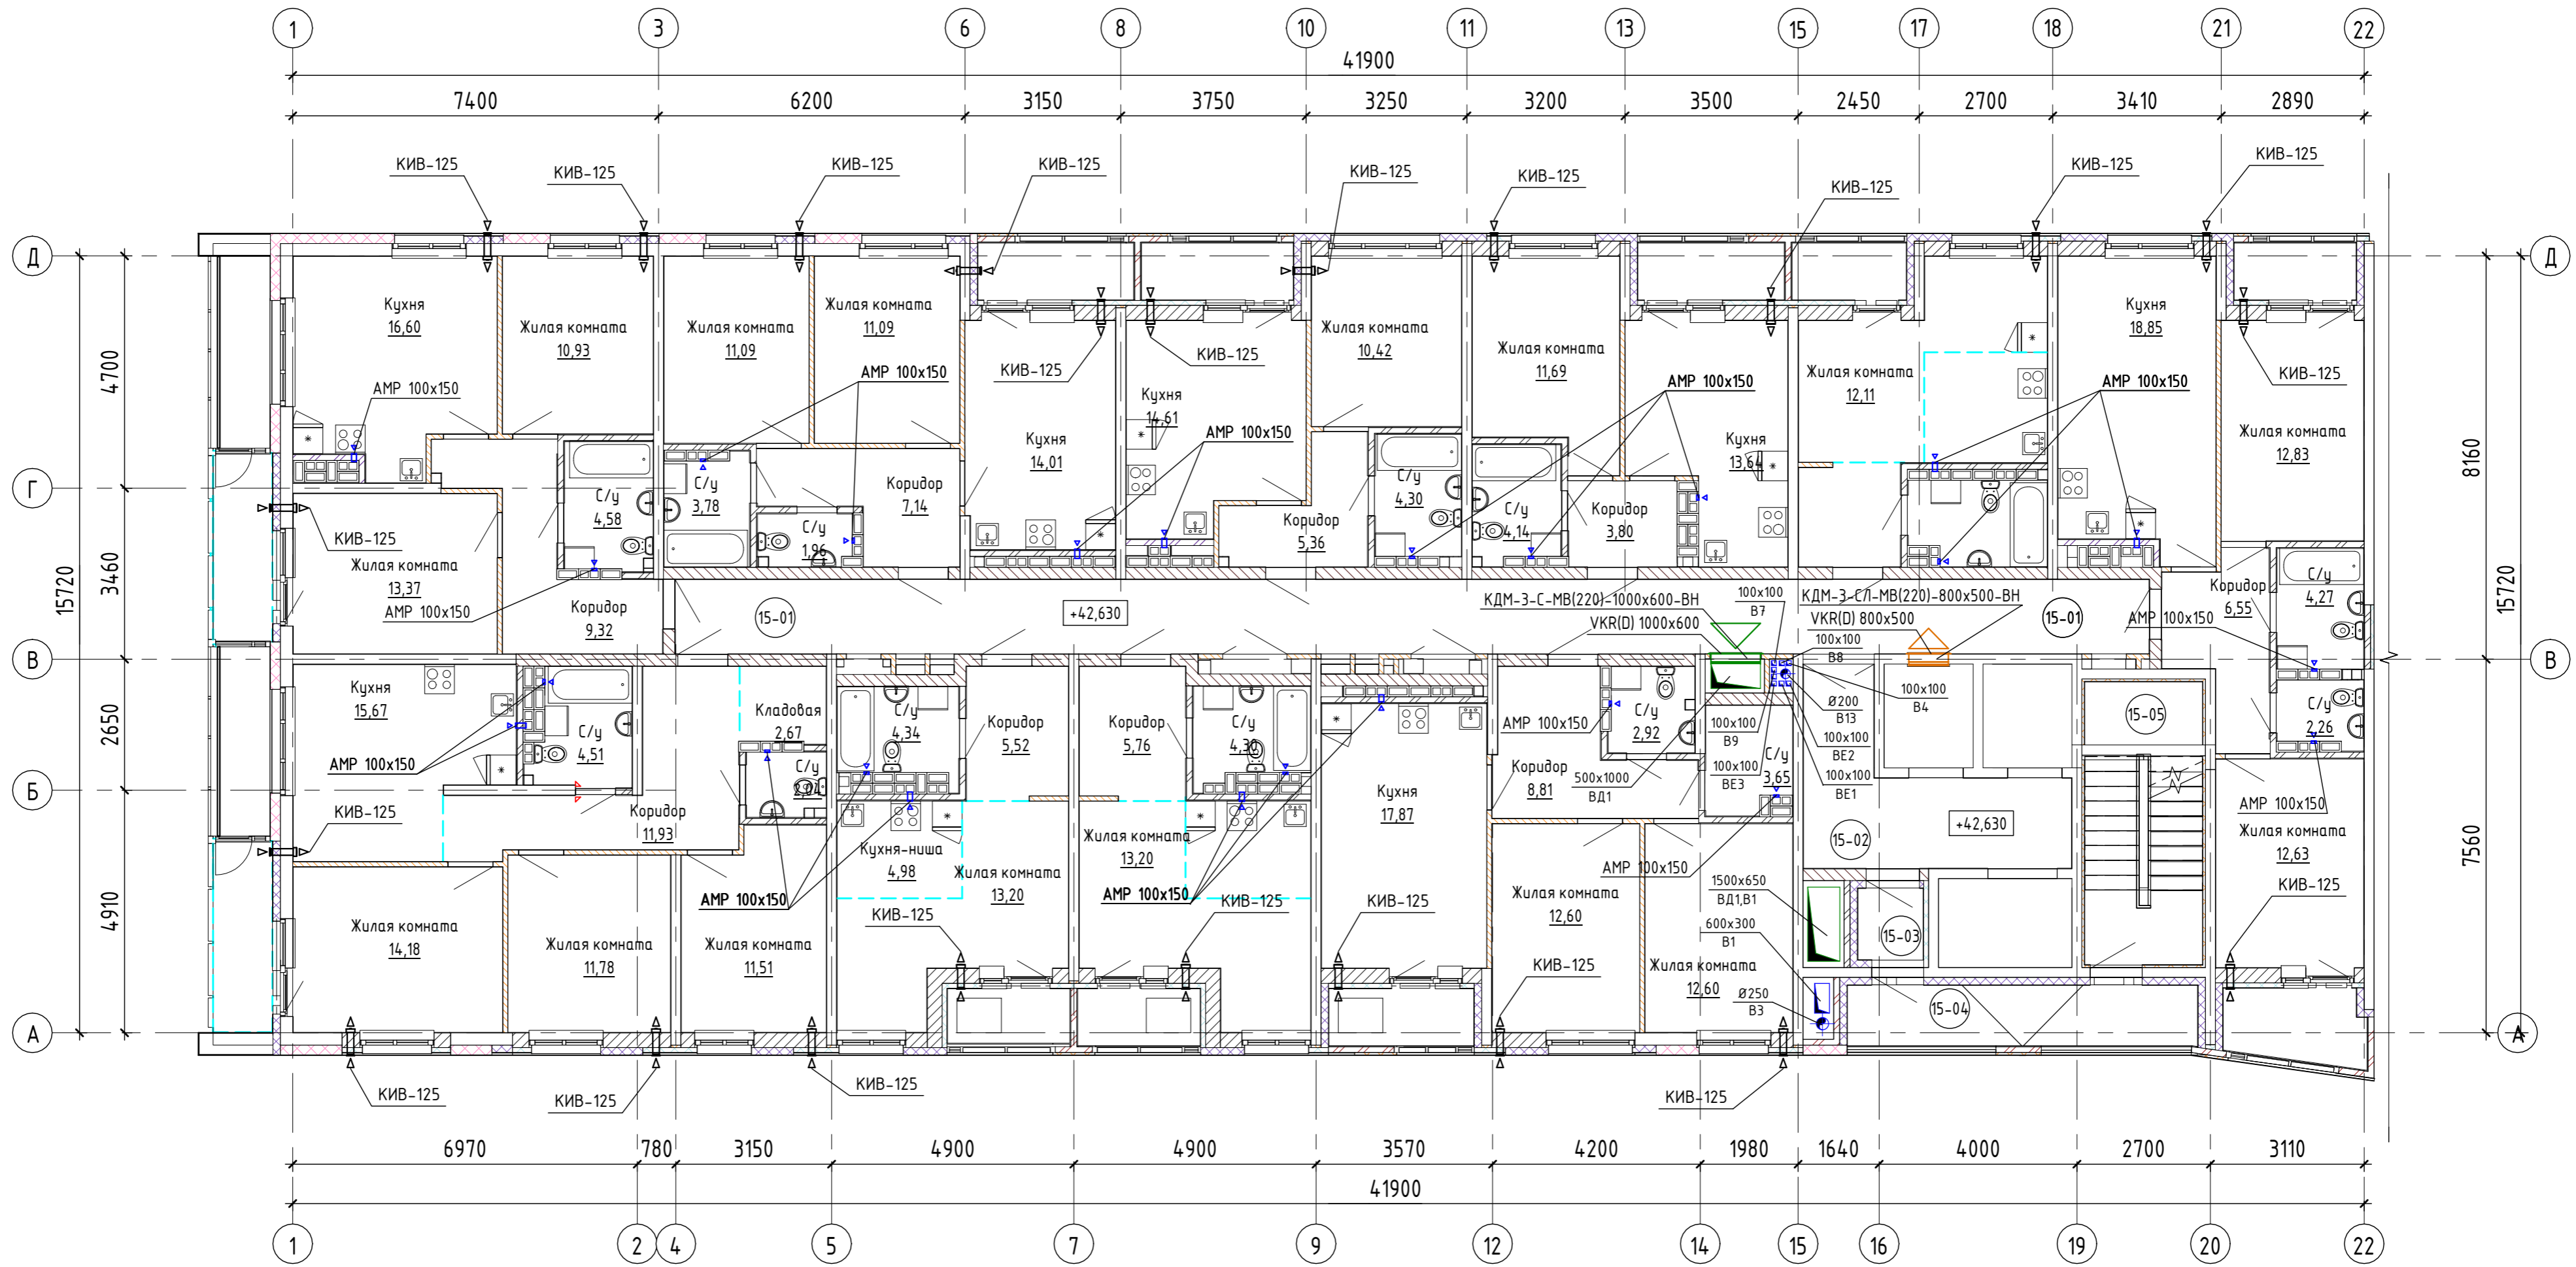 1 3 6 8 10 11 13 15 17 18 21 22
41900
7400 6200 3150 3750 3250 3200 3500 2450 2700 3410 2890
КИВ-125 КИВ-125 КИВ-125 КИВ-125 КИВ-125 КИВ-125 КИВ-125 КИВ-125 КИВ-125
Д Д
Кухня
16,60
Жилая комната
10,93
Жилая комната
11,09
Жилая комната
11,09
Жилая комната
10,42
Жилая комната
11,69
Жилая комната
12,11
Кухня
18,85
КИВ-125
КИВ-125
КИВ-125
АМР 100х150
АМР 100х150
АМР 100х150
АМР 100х150
АМР 100х150
Кухня
14,01
Кухня
14,61
Кухня
13,64
Жилая комната
12,83
4700
15720
3460
2650
4910
8160
15720
7560
Г
С/у
4,58
С/у
3,78
С/у
1,96
Коридор
7,14
Коридор
5,36
С/у
4,30
С/у
4,14
Коридор
3,80
КИВ-125
Жилая комната
13,37
АМР 100х150
Коридор
9,32
15-01
+42,630
КДМ-3-С-МВ(220)-1000х600-ВН
VKR(D) 1000х600
100х100
В7
КДМ-3-СЛ-МВ(220)-800х500-ВН
VKR(D) 800х500
100х100
В8
15-01
Коридор
6,55
АМР 100х150
С/у
4,27
В В
Кухня
15,67
С/у
4,51
АМР 100х150
Кладовая
2,67
С/у
2,04
С/у
4,34
Коридор
5,52
Коридор
5,76
С/у
4,30
АМР 100х150
С/у
2,92
100х100
В9
100х100
ВЕ3
500х1000
ВД1
Ø200
В13
100х100
В4
100х100
ВЕ2
100х100
ВЕ1
С/у
3,65
15-05
С/у
2,26
Б
КИВ-125
Коридор
11,93
Кухня
17,87
Коридор
8,81
15-02
+42,630
АМР 100х150
Жилая комната
12,63
Кухня-ниша
4,98
Жилая комната
13,20
Жилая комната
13,20
АМР 100х150
АМР 100х150
АМР 100х150
КИВ-125
КИВ-125
КИВ-125
КИВ-125
1500х650
ВД1,В1
600х300
В1
15-03
Жилая комната
14,18
Жилая комната
11,78
Жилая комната
11,51
Жилая комната
12,60
Жилая комната
12,60
КИВ-125
Ø250
В3
15-04
А А
КИВ-125 КИВ-125 КИВ-125 КИВ-125
6970 780 3150 4900 4900 3570 4200 1980 1640 4000 2700 3110
41900
1 2 4 5 7 9 12 14 15 16 19 20 22